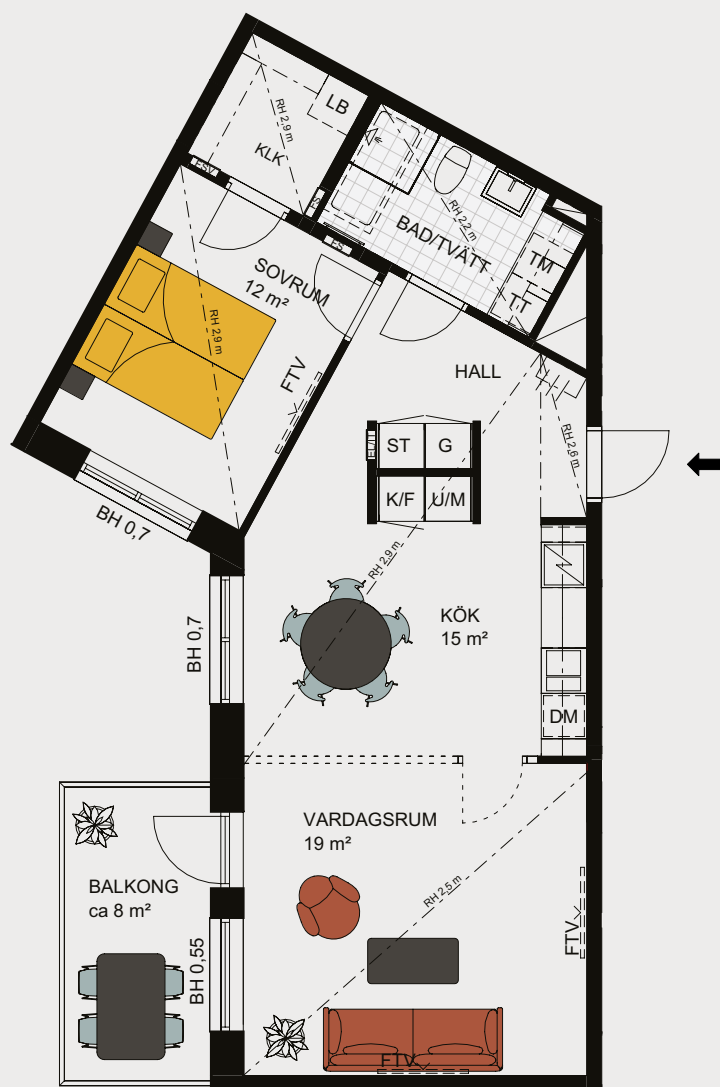 LB
RH 2,9 m
KLK
FSV
FS
FS
RH 2,2 m
BAD/TVÄTT
TM
TT
SOVRUM
12 m²
RH 2,9 m
FTV
HALL
RH 2,6 m
ST
G
K/F
U/M
BH 0,7
RH 2,9 m
KÖK
15 m²
BH 0,7
DM
VARDAGSRUM
19 m²
RH 2,5 m
BALKONG
ca 8 m²
BH 0,55
FTV
FTV